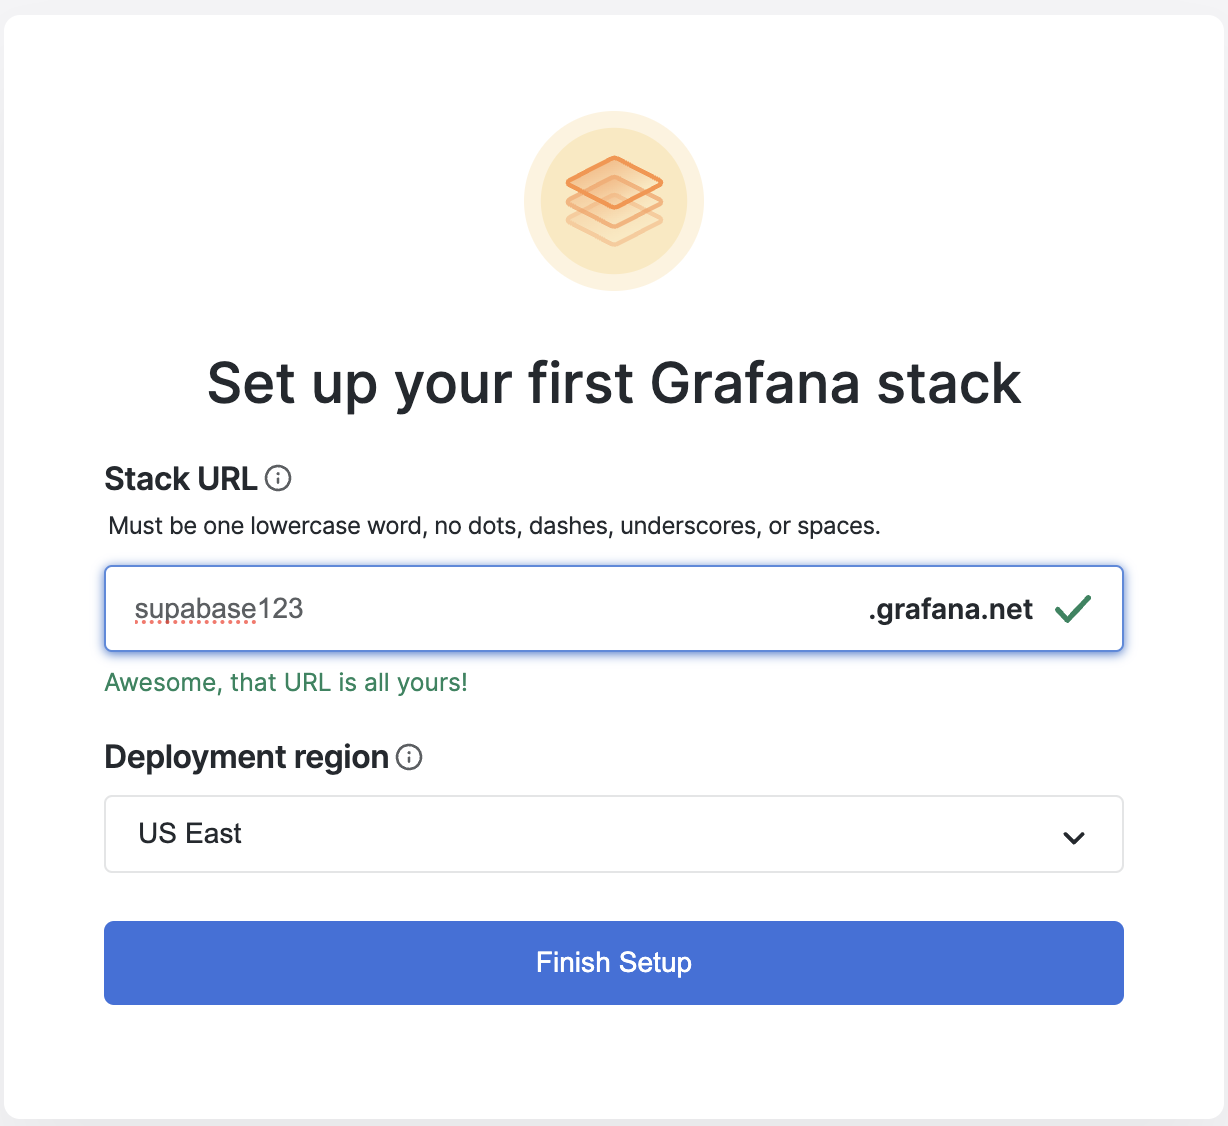 Set up your first Grafana stack
Stack URL
Must be one lowercase word, no dots, dashes, underscores, or spaces.
supabase123 .grafana.net
Awesome, that URL is all yours!
Deployment region
US East
Finish Setup